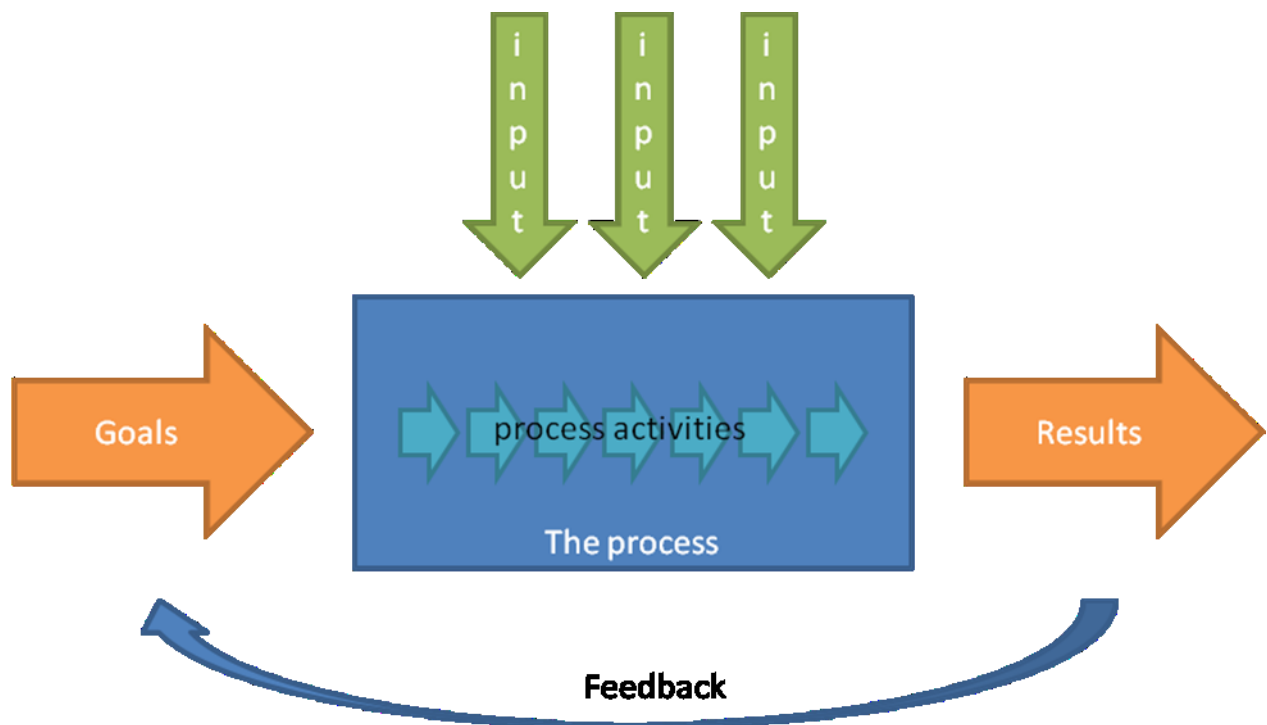 input
input
input
Goals
process activities
Results
The process
Feedback